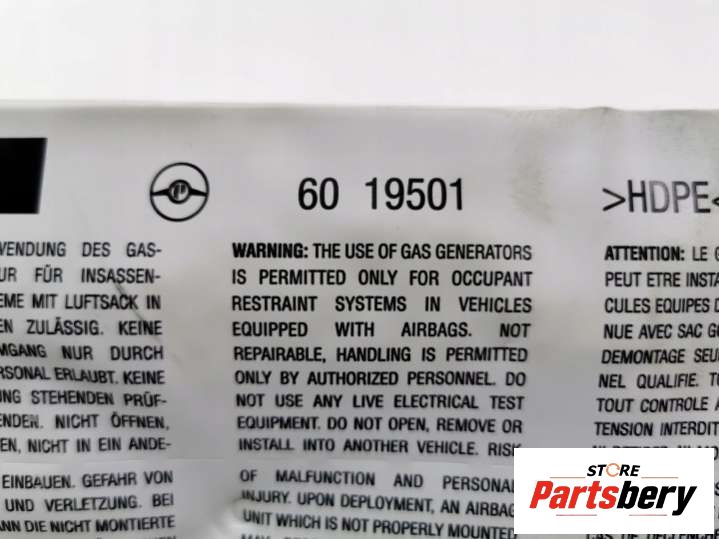 60 19501
>HDPE<
WENDUNG DES GAS-
UR FÜR INSASSEN-
EME MIT LUFTSACK IN
EN ZULÄSSIG. KEINE
MGANG NUR DURCH
RSONAL ERLAUBT. KEINE
NG STEHENDEN PRÜF-
ENDEN. NICHT ÖFFNEN,
EN, NICHT IN EIN ANDE-
EINBAUEN. GEFAHR VON
UND VERLETZUNG. BEI
ANN DIE NICHT MONTIERTE
WARNING: THE USE OF GAS GENERATORS
IS PERMITTED ONLY FOR OCCUPANT
RESTRAINT SYSTEMS IN VEHICLES
EQUIPPED WITH AIRBAGS. NOT
REPAIRABLE, HANDLING IS PERMITTED
ONLY BY AUTHORIZED PERSONNEL. DO
NOT USE ANY LIVE ELECTRICAL TEST
EQUIPMENT. DO NOT OPEN, REMOVE OR
INSTALL INTO ANOTHER VEHICLE. RISK
OF MALFUNCTION AND PERSONAL
INJURY. UPON DEPLOYMENT, AN AIRBAG
UNIT WHICH IS NOT PROPERLY MOUNTED
ATTENTION: LE G
PEUT ETRE INSTA
CULES EQUIPES D
NUE AVEC SAC GO
DEMONTAGE SEU
NEL QUALIFIE. TO
TOUT CONTROLE A
TENSION INTERDIT
STORE
Partsbery